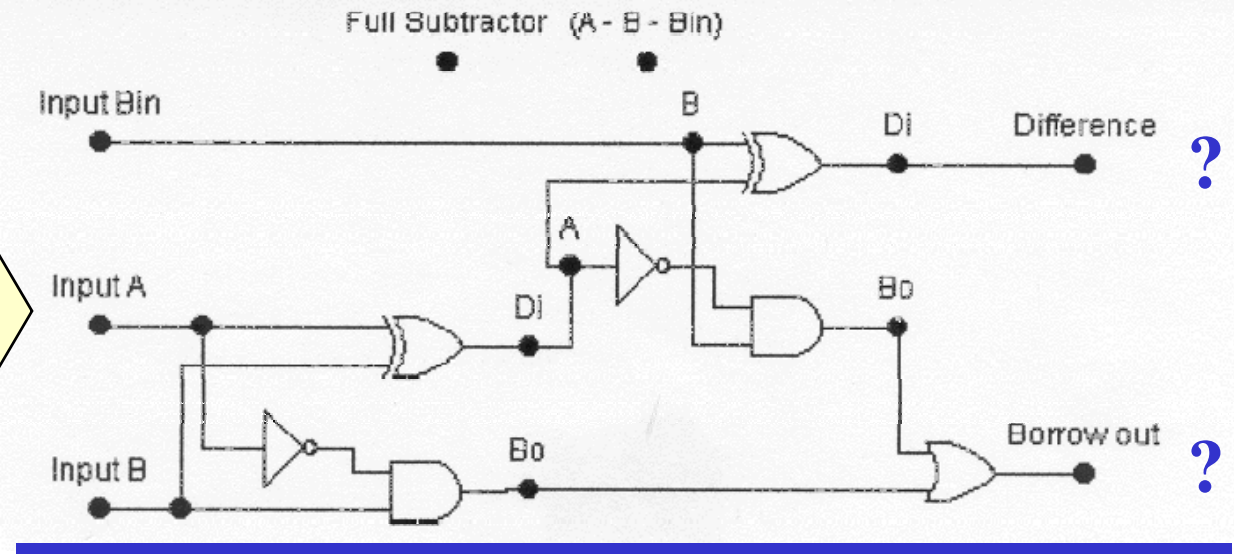 Full Subtractor (A - B - Bin)
Input Bin
B
Di
Difference
?
A
Input A
Di
Bo
Input B
Bo
Borrow out
?